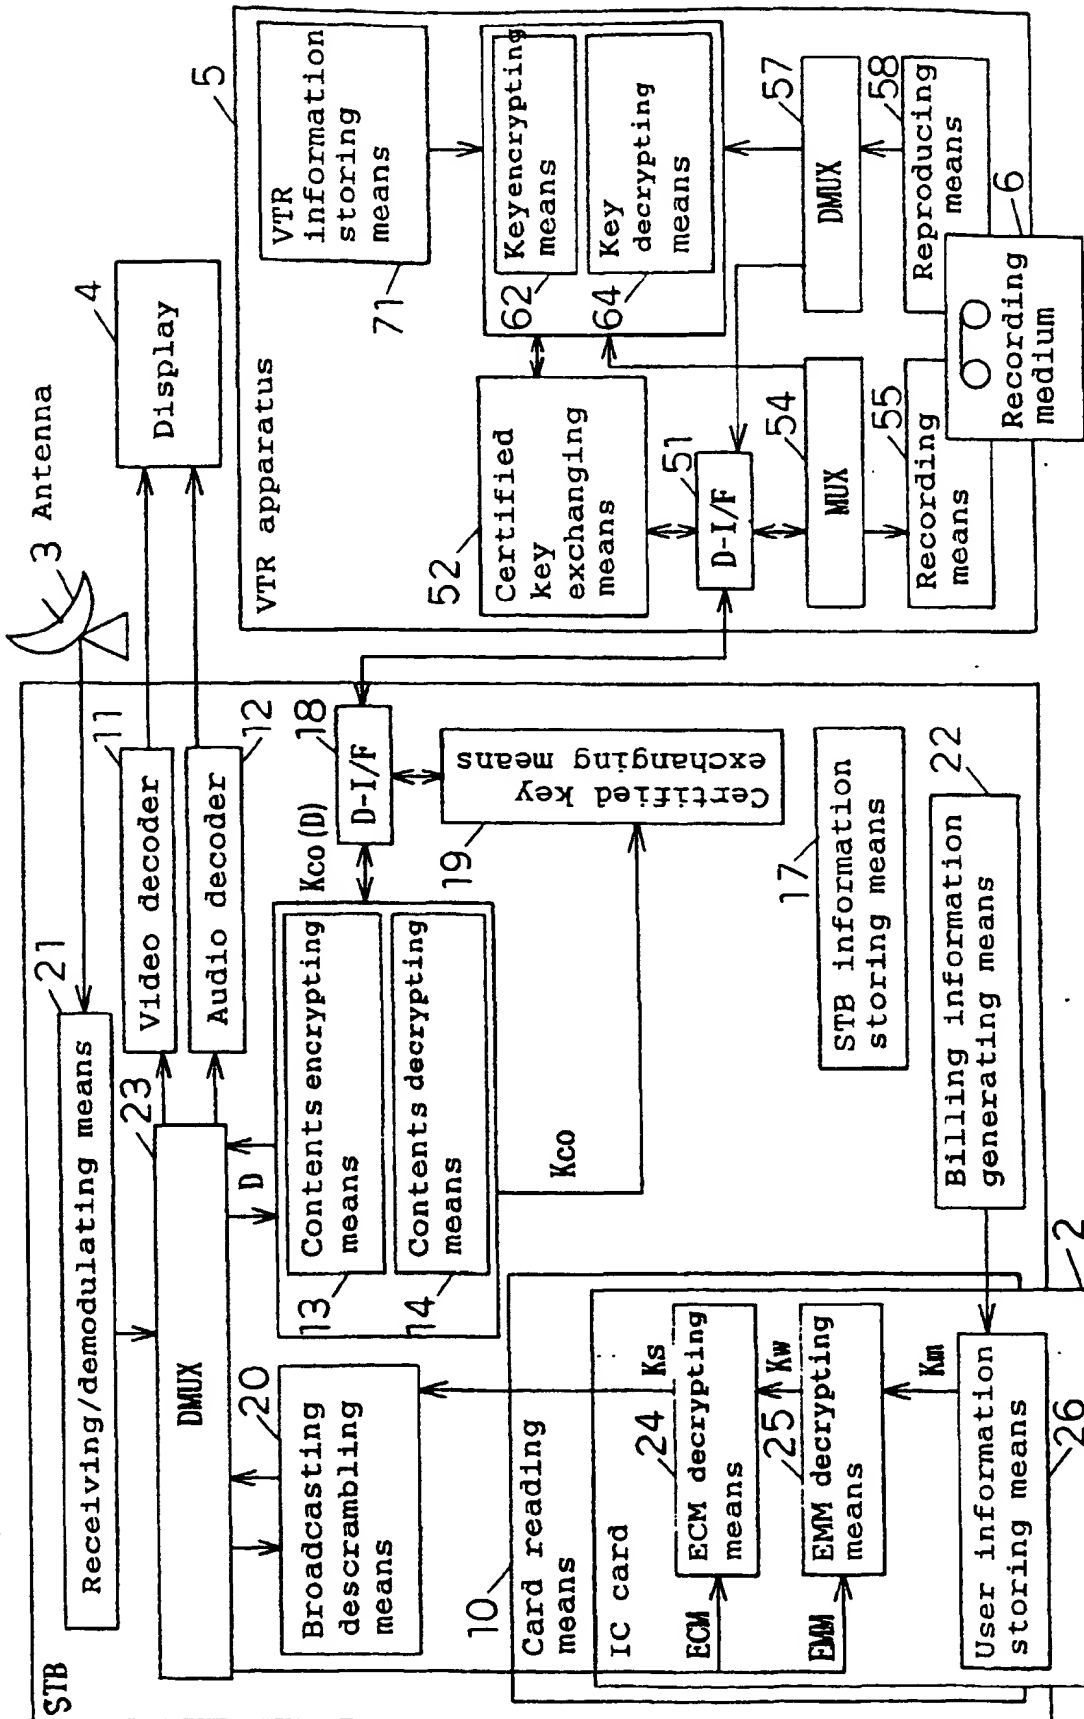 STB
Receiving/demodulating means
21
3 Antenna
DMUX
23
Video decoder
11
Audio decoder
12
Display
4
Broadcasting
descrambling
means
20
D
Contents encrypting
means
13
Contents decrypting
means
14
Kco(D)
D-I/F
18
Certified key
exchanging means
19
Kco
STB information
storing means
17
Billing information
generating means
22
Card reading
means
10
IC card
2
ECM
ECM decrypting
means
24
Ks
EMM
EMM decrypting
means
25
Kw
Km
User information
storing means
26
VTR apparatus
5
VTR
information
storing
means
71
Certified
key
exchanging
means
52
Keyencrypting
means
62
Key
decrypting
means
64
D-I/F
51
MUX
54
DMUX
57
Recording
means
55
Reproducing
means
58
Recording
medium
6